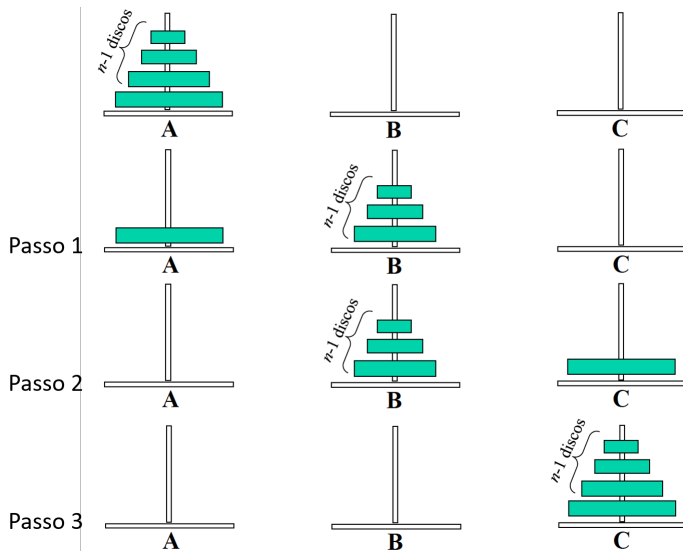 n-1 discos
A B C
n-1 discos
Passo 1
A B C
n-1 discos
Passo 2
A B C
n-1 discos
Passo 3
A B C